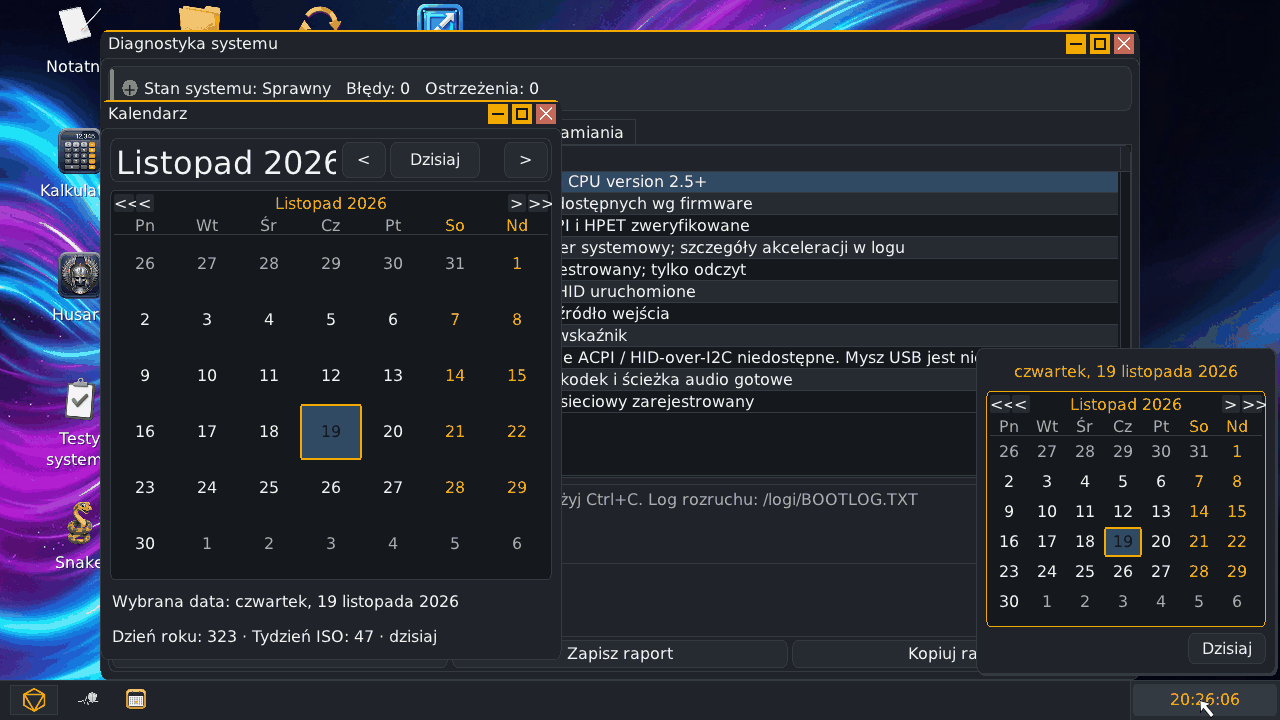 Notatn
Kalkulat
Husar
Testy
system
Snake
Diagnostyka systemu
Stan systemu: Sprawny Błędy: 0 Ostrzeżenia: 0
amiania
CPU version 2.5+
dostępnych wg firmware
PI i HPET zweryfikowane
er systemowy; szczegóły akceleracji w logu
estrowany; tylko odczyt
HID uruchomione
źródło wejścia
wskaźnik
e ACPI / HID-over-I2C niedostępne. Mysz USB jest nie
kodek i ścieżka audio gotowe
sieciowy zarejestrowany
żyj Ctrl+C. Log rozruchu: /logi/BOOTLOG.TXT
Zapisz raport
Kopiuj ra
Kalendarz
Listopad 2026
< Dzisiaj >
<<< Listopad 2026 > >>
Pn Wt Śr Cz Pt So Nd
26 27 28 29 30 31 1
2 3 4 5 6 7 8
9 10 11 12 13 14 15
16 17 18 19 20 21 22
23 24 25 26 27 28 29
30 1 2 3 4 5 6
Wybrana data: czwartek, 19 listopada 2026
Dzień roku: 323 · Tydzień ISO: 47 · dzisiaj
czwartek, 19 listopada 2026
<<< Listopad 2026 > >>
Pn Wt Śr Cz Pt So Nd
26 27 28 29 30 31 1
2 3 4 5 6 7 8
9 10 11 12 13 14 15
16 17 18 19 20 21 22
23 24 25 26 27 28 29
30 1 2 3 4 5 6
Dzisiaj
20:26:06